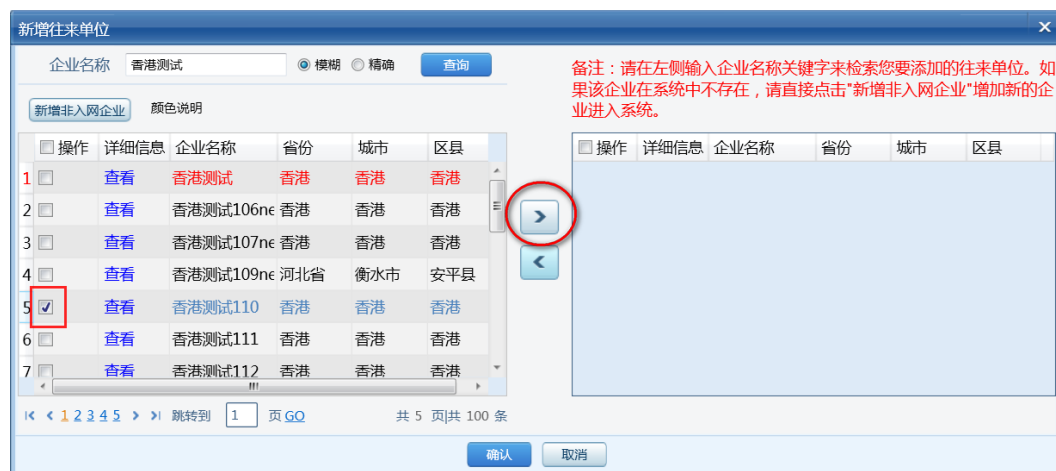 新增往来单位
企业名称 香港测试 模糊 精确 查询
新增非入网企业 颜色说明
备注：请在左侧输入企业名称关键字来检索您要添加的往来单位。如
果该企业在系统中不存在，请直接点击"新增非入网企业"增加新的企
业进入系统。
操作 详细信息 企业名称 省份 城市 区县
1 查看 香港测试 香港 香港 香港
2 查看 香港测试106ne 香港 香港 香港
3 查看 香港测试107ne 香港 香港 香港
4 查看 香港测试109ne 河北省 衡水市 安平县
5 查看 香港测试110 香港 香港 香港
6 查看 香港测试111 香港 香港 香港
7 查看 香港测试112 香港 香港 香港
操作 详细信息 企业名称 省份 城市 区县
1 2 3 4 5 跳转到 1 页 GO 共 5 页|共 100 条
确认 取消